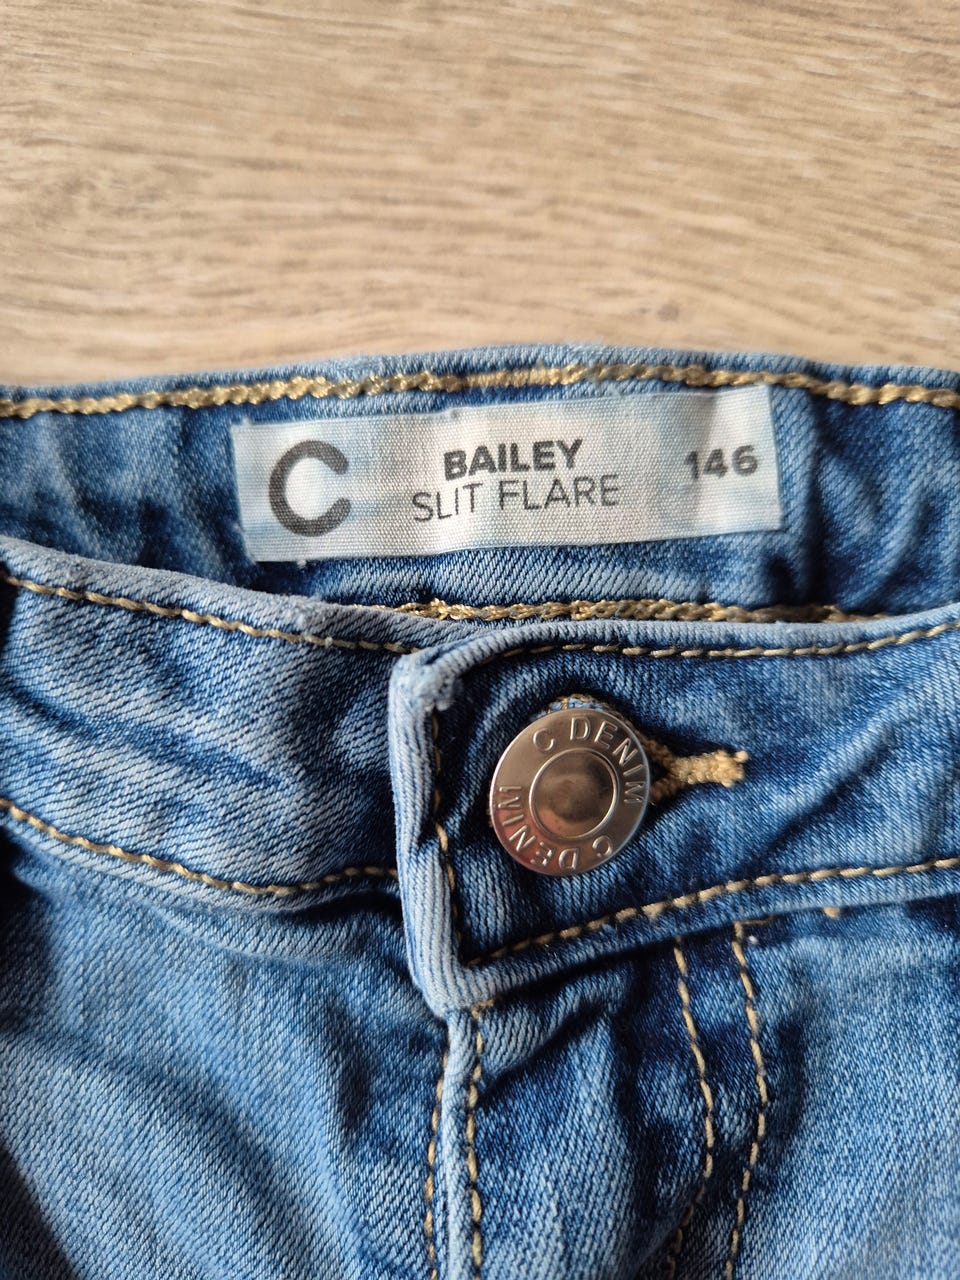 C
BAILEY
SLIT FLARE
146
C DENIM
C DENIM